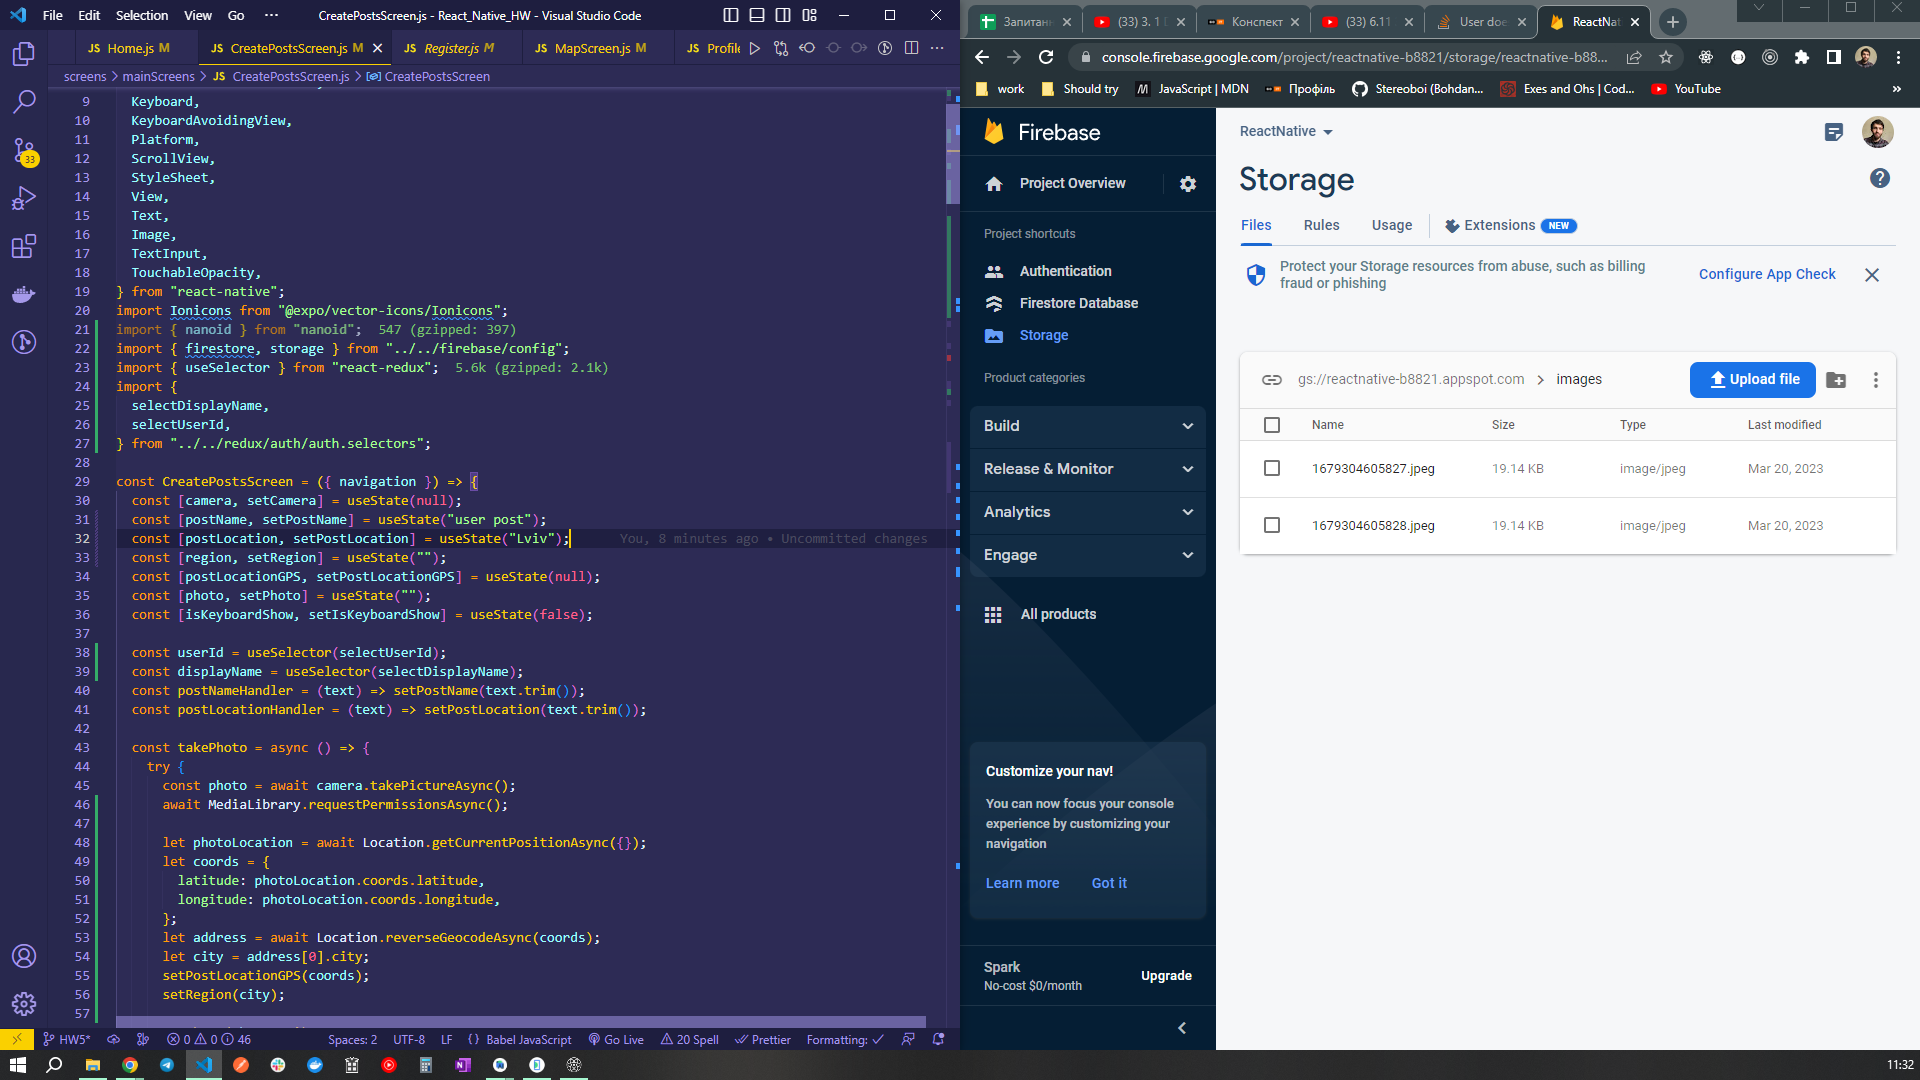 File Edit Selection View Go ··· CreatePostsScreen.js - React_Native_HW - Visual Studio Code
JS Home.js M JS CreatePostsScreen.js M JS Register.js M JS MapScreen.js M JS Profile
screens > mainScreens > JS CreatePostsScreen.js > CreatePostsScreen
9 Keyboard,
10 KeyboardAvoidingView,
11 Platform,
12 ScrollView,
13 StyleSheet,
14 View,
15 Text,
16 Image,
17 TextInput,
18 TouchableOpacity,
19 } from "react-native";
20 import Ionicons from "@expo/vector-icons/Ionicons";
21 import { nanoid } from "nanoid"; 547 (gzipped: 397)
22 import { firestore, storage } from "../../firebase/config";
23 import { useSelector } from "react-redux"; 5.6k (gzipped: 2.1k)
24 import {
25 selectDisplayName,
26 selectUserId,
27 } from "../../redux/auth/auth.selectors";
28
29 const CreatePostsScreen = ({ navigation }) => {
30 const [camera, setCamera] = useState(null);
31 const [postName, setPostName] = useState("user post");
32 const [postLocation, setPostLocation] = useState("Lviv"); You, 8 minutes ago • Uncommitted changes
33 const [region, setRegion] = useState("");
34 const [postLocationGPS, setPostLocationGPS] = useState(null);
35 const [photo, setPhoto] = useState("");
36 const [isKeyboardShow, setIsKeyboardShow] = useState(false);
37
38 const userId = useSelector(selectUserId);
39 const displayName = useSelector(selectDisplayName);
40 const postNameHandler = (text) => setPostName(text.trim());
41 const postLocationHandler = (text) => setPostLocation(text.trim());
42
43 const takePhoto = async () => {
44 try {
45 const photo = await camera.takePictureAsync();
46 await MediaLibrary.requestPermissionsAsync();
47
48 let photoLocation = await Location.getCurrentPositionAsync({});
49 let coords = {
50 latitude: photoLocation.coords.latitude,
51 longitude: photoLocation.coords.longitude,
52 };
53 let address = await Location.reverseGeocodeAsync(coords);
54 let city = address[0].city;
55 setPostLocationGPS(coords);
56 setRegion(city);
57
33
HW5* 0 0 46 Spaces: 2 UTF-8 LF {} Babel JavaScript Go Live 20 Spell Prettier Formatting: ✓
Запитан (33) 3. 1 Конспект (33) 6.11 User doe ReactNat
console.firebase.google.com/project/reactnative-b8821/storage/reactnative-b88...
work Should try JavaScript | MDN Профіль Stereoboi (Bohdan... Exes and Ohs | Cod... YouTube »
Firebase
Project Overview
Project shortcuts
Authentication
Firestore Database
Storage
Product categories
Build
Release & Monitor
Analytics
Engage
All products
Customize your nav!
You can now focus your console
experience by customizing your
navigation
Learn more Got it
Spark
No-cost $0/month
Upgrade
ReactNative
Storage
Files Rules Usage Extensions NEW
Protect your Storage resources from abuse, such as billing
fraud or phishing
Configure App Check
gs://reactnative-b8821.appspot.com > images Upload file
Name Size Type Last modified
1679304605827.jpeg 19.14 KB image/jpeg Mar 20, 2023
1679304605828.jpeg 19.14 KB image/jpeg Mar 20, 2023
11:32